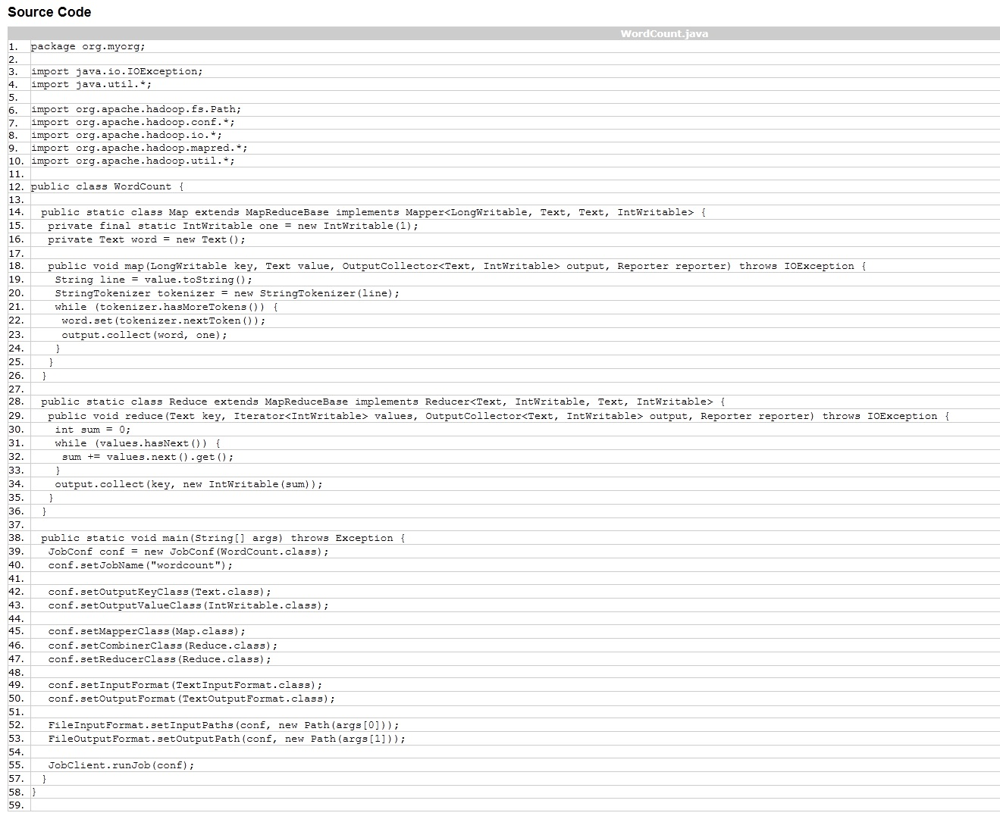 Source Code
WordCount.java
1. package org.myorg;
2.
3. import java.io.IOException;
4. import java.util.*;
5.
6. import org.apache.hadoop.fs.Path;
7. import org.apache.hadoop.conf.*;
8. import org.apache.hadoop.io.*;
9. import org.apache.hadoop.mapred.*;
10. import org.apache.hadoop.util.*;
11.
12. public class WordCount {
13.
14. public static class Map extends MapReduceBase implements Mapper<LongWritable, Text, Text, IntWritable> {
15. private final static IntWritable one = new IntWritable(1);
16. private Text word = new Text();
17.
18. public void map(LongWritable key, Text value, OutputCollector<Text, IntWritable> output, Reporter reporter) throws IOException {
19. String line = value.toString();
20. StringTokenizer tokenizer = new StringTokenizer(line);
21. while (tokenizer.hasMoreTokens()) {
22. word.set(tokenizer.nextToken());
23. output.collect(word, one);
24. }
25. }
26. }
27.
28. public static class Reduce extends MapReduceBase implements Reducer<Text, IntWritable, Text, IntWritable> {
29. public void reduce(Text key, Iterator<IntWritable> values, OutputCollector<Text, IntWritable> output, Reporter reporter) throws IOException {
30. int sum = 0;
31. while (values.hasNext()) {
32. sum += values.next().get();
33. }
34. output.collect(key, new IntWritable(sum));
35. }
36. }
37.
38. public static void main(String[] args) throws Exception {
39. JobConf conf = new JobConf(WordCount.class);
40. conf.setJobName("wordcount");
41.
42. conf.setOutputKeyClass(Text.class);
43. conf.setOutputValueClass(IntWritable.class);
44.
45. conf.setMapperClass(Map.class);
46. conf.setCombinerClass(Reduce.class);
47. conf.setReducerClass(Reduce.class);
48.
49. conf.setInputFormat(TextInputFormat.class);
50. conf.setOutputFormat(TextOutputFormat.class);
51.
52. FileInputFormat.setInputPaths(conf, new Path(args[0]));
53. FileOutputFormat.setOutputPath(conf, new Path(args[1]));
54.
55. JobClient.runJob(conf);
57. }
58. }
59.